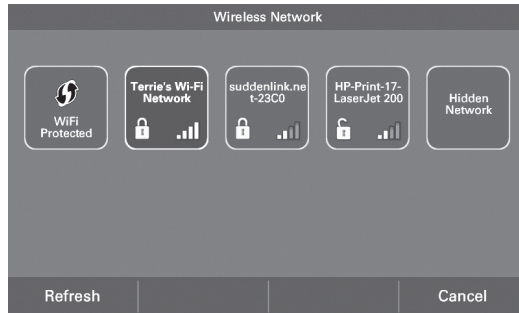 Wireless Network
WiFi
Protected
Terrie's Wi-Fi
Network
suddenlink.ne
t-23C0
HP-Print-17-
LaserJet 200
Hidden
Network
Refresh
Cancel